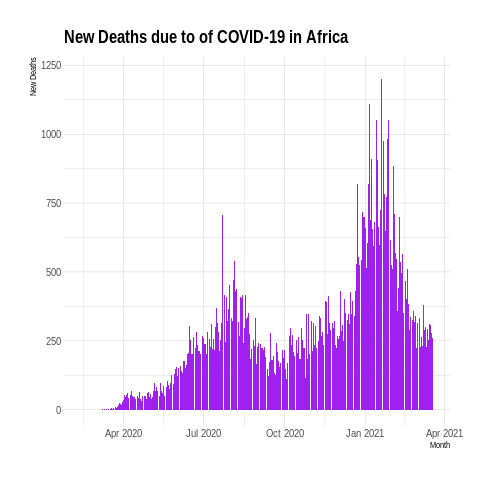 New Deaths due to of COVID-19 in Africa
New Deaths
1250
1000
750
500
250
0
Apr 2020 Jul 2020 Oct 2020 Jan 2021 Apr 2021
Month